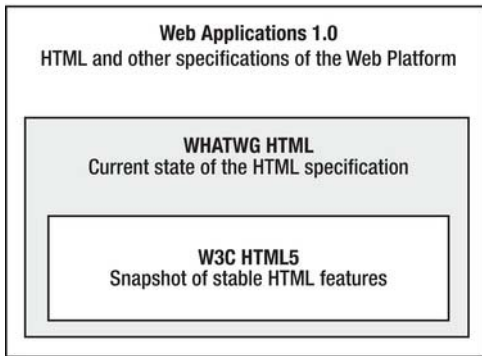 Web Applications 1.0
HTML and other specifications of the Web Platform
WHATWG HTML
Current state of the HTML specification
W3C HTML5
Snapshot of stable HTML features